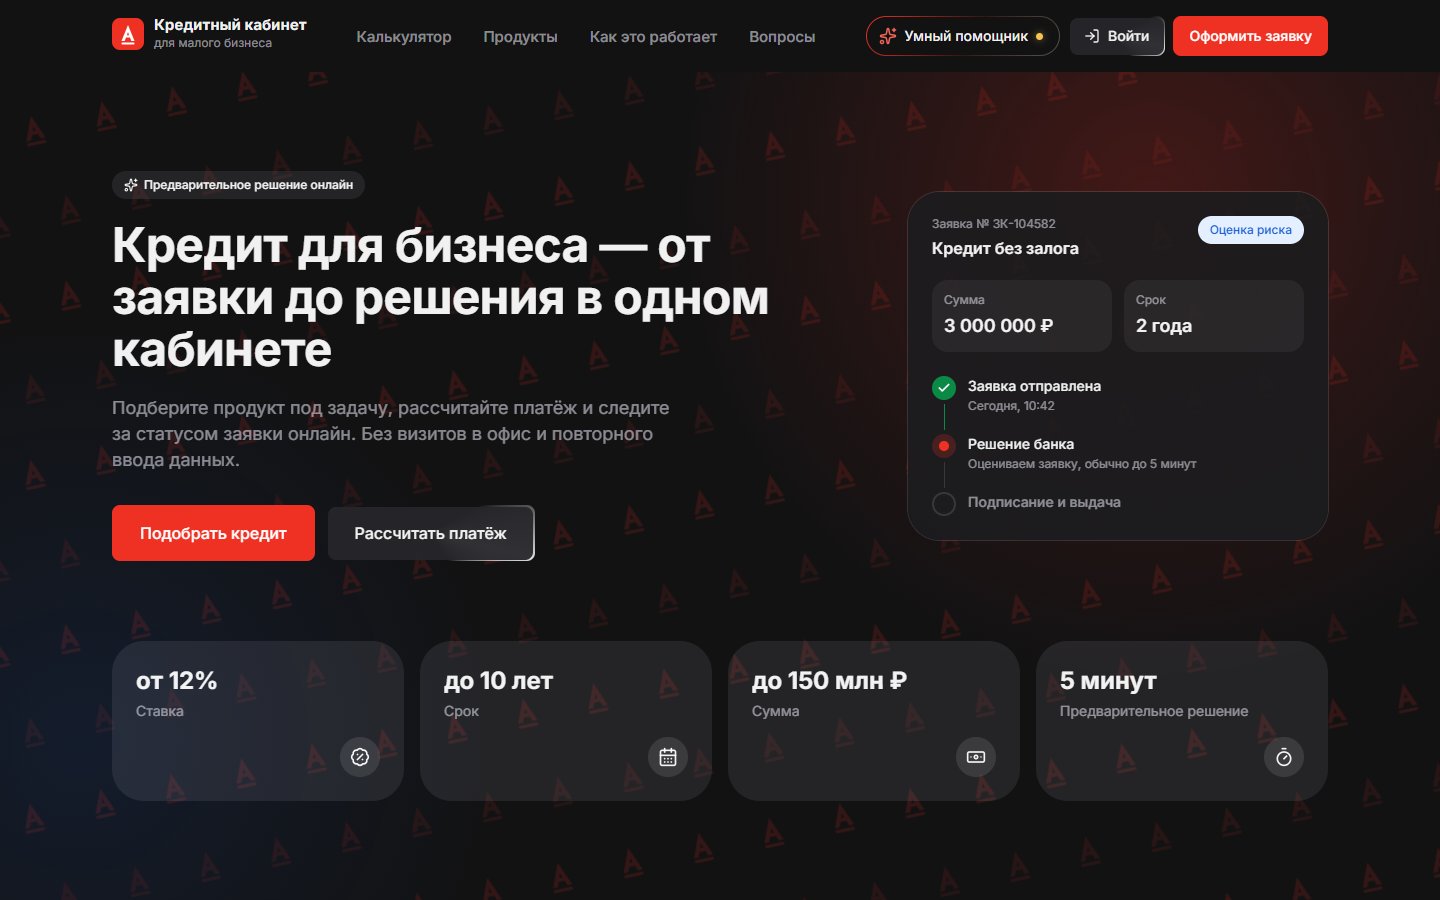 Кредитный кабинет
для малого бизнеса
Калькулятор
Продукты
Как это работает
Вопросы
Умный помощник
Войти
Оформить заявку
Предварительное решение онлайн
Кредит для бизнеса — от
заявки до решения в одном
кабинете
Подберите продукт под задачу, рассчитайте платёж и следите
за статусом заявки онлайн. Без визитов в офис и повторного
ввода данных.
Подобрать кредит
Рассчитать платёж
Заявка № ЗК-104582
Кредит без залога
Оценка риска
Сумма
3 000 000 ₽
Срок
2 года
Заявка отправлена
Сегодня, 10:42
Решение банка
Оцениваем заявку, обычно до 5 минут
Подписание и выдача
от 12%
Ставка
до 10 лет
Срок
до 150 млн ₽
Сумма
5 минут
Предварительное решение